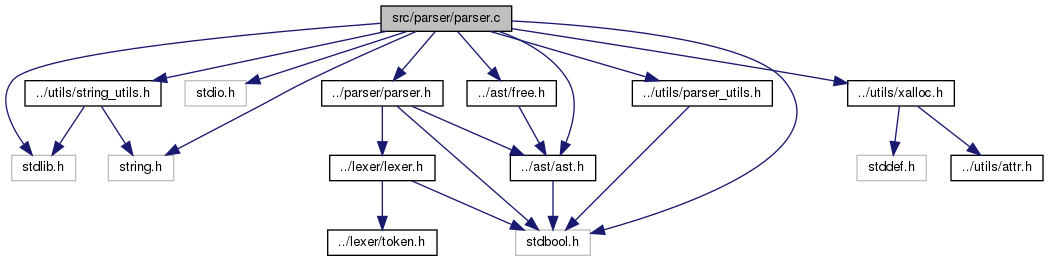 src/parser/parser.c
../utils/string_utils.h
stdio.h
../parser/parser.h
../ast/free.h
../utils/parser_utils.h
../utils/xalloc.h
stdlib.h
string.h
../lexer/lexer.h
../ast/ast.h
stddef.h
../utils/attr.h
../lexer/token.h
stdbool.h